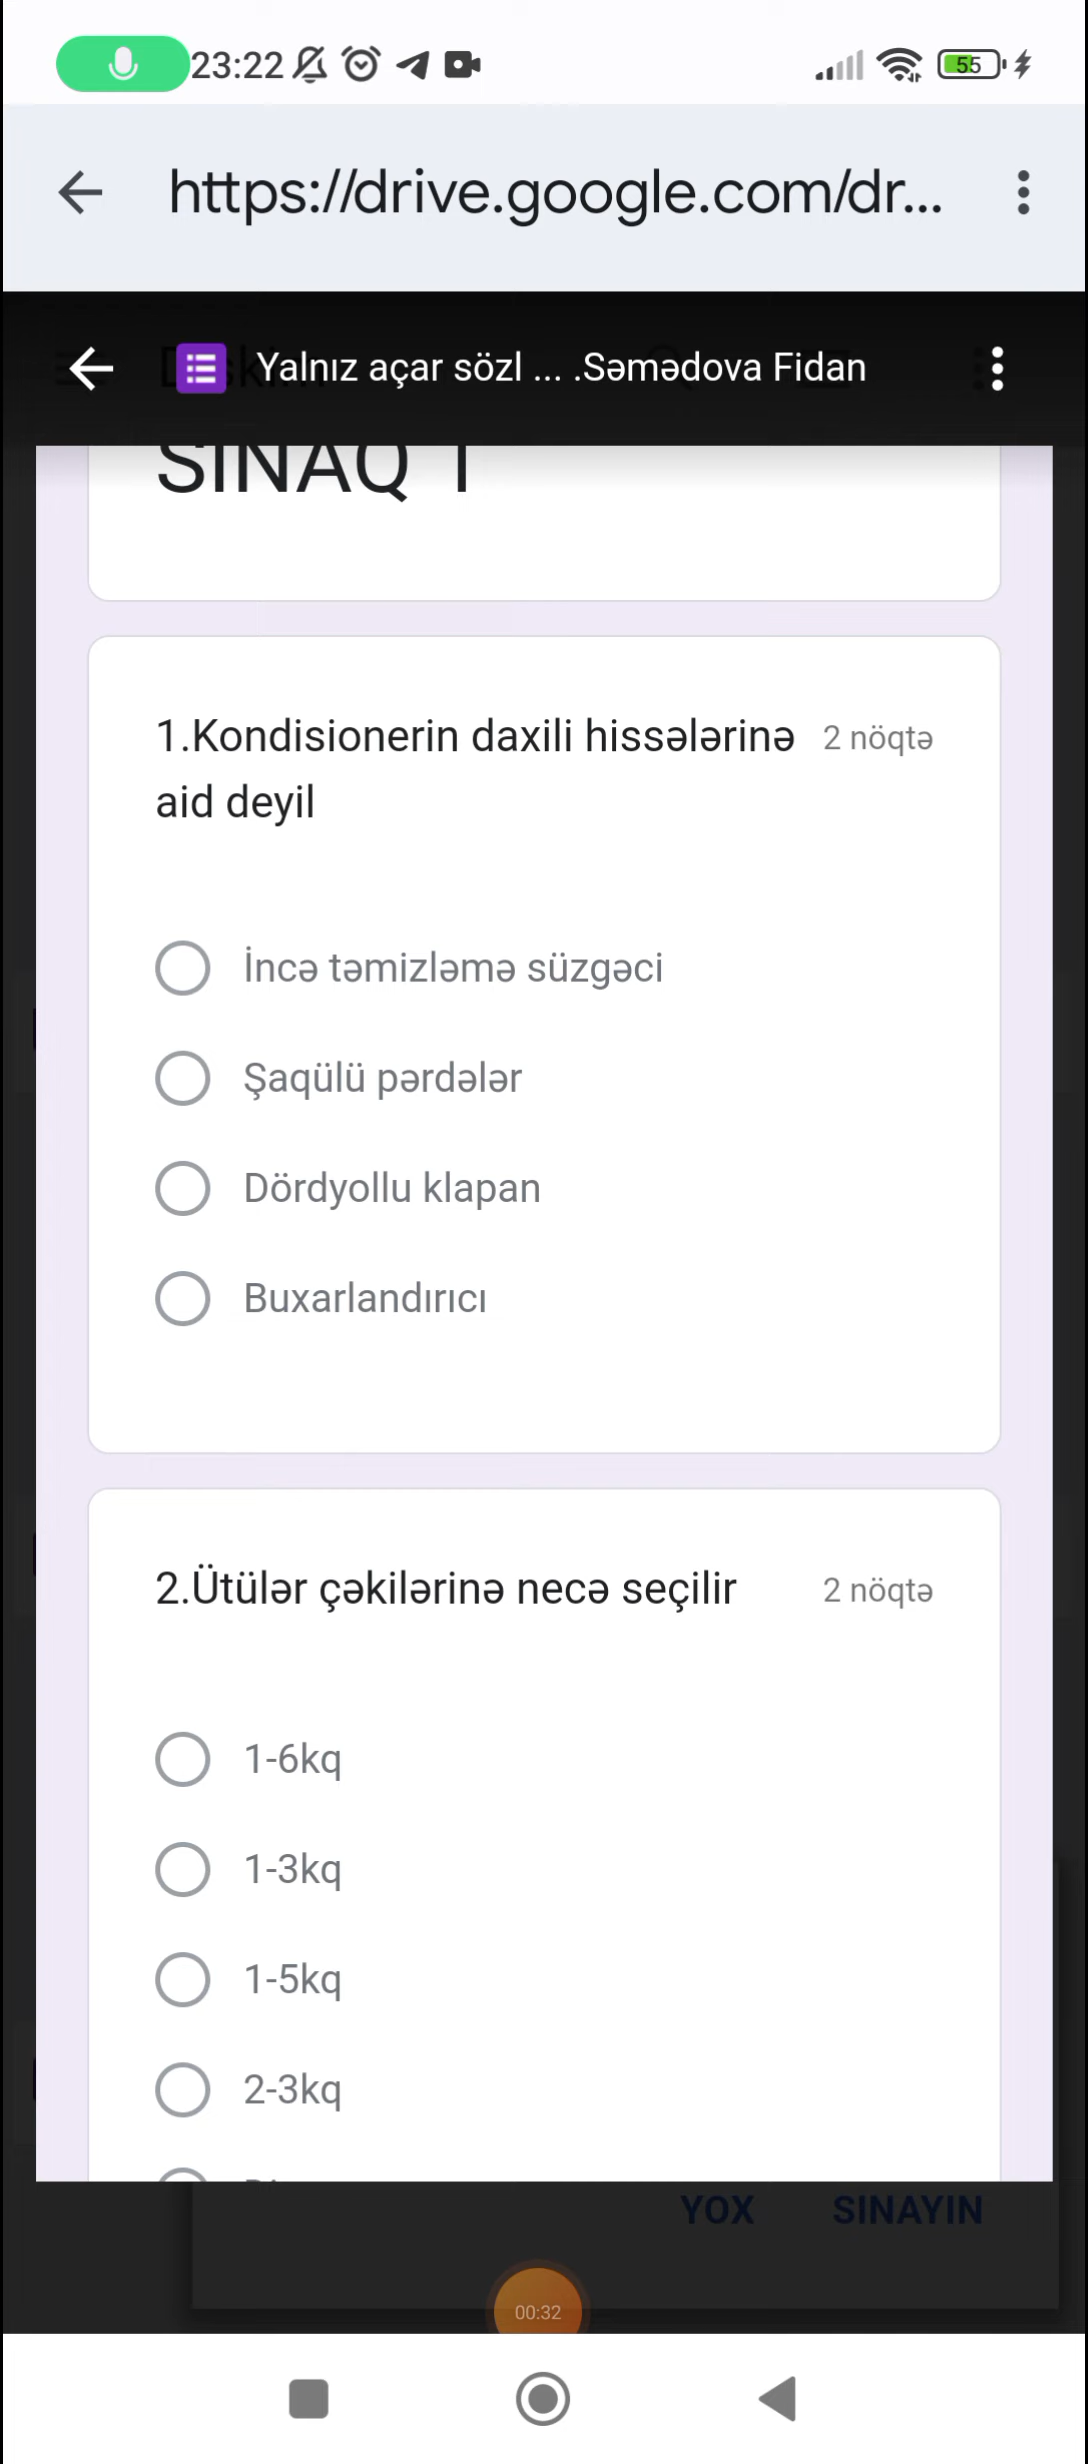 23:22
55
https://drive.google.com/dr...
Yalnız açar sözl ... .Səmədova Fidan
SINAQ 1
1.Kondisionerin daxili hissələrinə
2 nöqtə
aid deyil
İncə təmizləmə süzgəci
Şaqülü pərdələr
Dördyollu klapan
Buxarlandırıcı
2.Ütülər çəkilərinə necə seçilir
2 nöqtə
1-6kq
1-3kq
1-5kq
2-3kq
YOX
SINAYIN
00:32